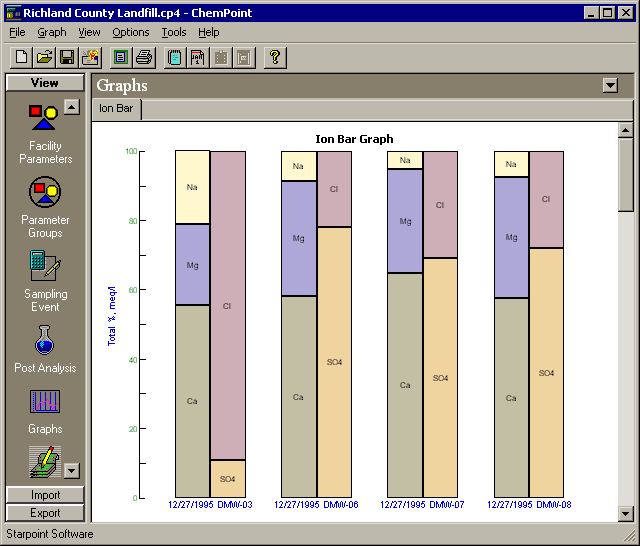 Richland County Landfill.cp4 - ChemPoint
File Graph View Options Tools Help
View
Graphs
Ion Bar
Facility
Parameters
Parameter
Groups
Sampling
Event
Post Analysis
Graphs
Import
Export
Ion Bar Graph
Total %, meq/l
100
80
60
40
20
0
Na
Mg
Ca
Cl
SO4
12/27/1995 DMW-03
Na
Mg
Ca
Cl
SO4
12/27/1995 DMW-06
Na
Mg
Ca
Cl
SO4
12/27/1995 DMW-07
Na
Mg
Ca
Cl
SO4
12/27/1995 DMW-08
Starpoint Software